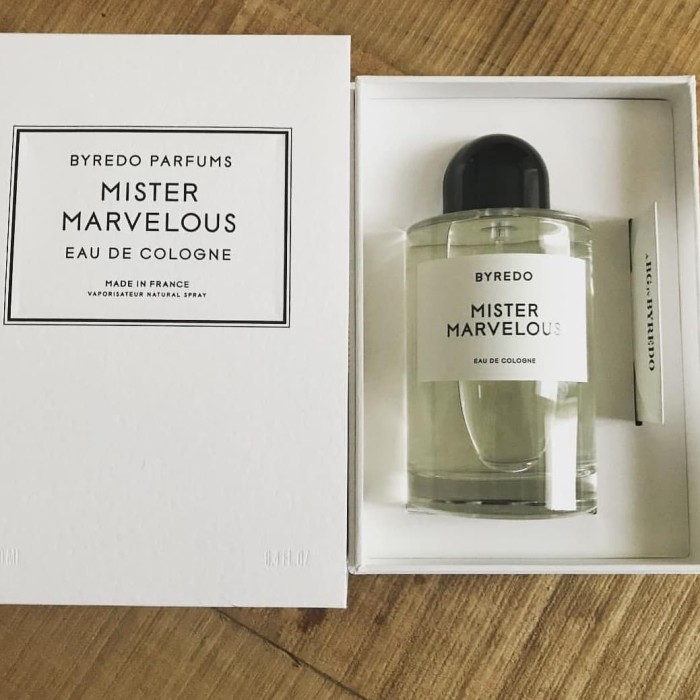 BYREDO PARFUMS
MISTER
MARVELOUS
EAU DE COLOGNE
MADE IN FRANCE
VAPORISATEUR NATURAL SPRAY
BYREDO
MISTER
MARVELOUS
EAU DE COLOGNE
BYREDO